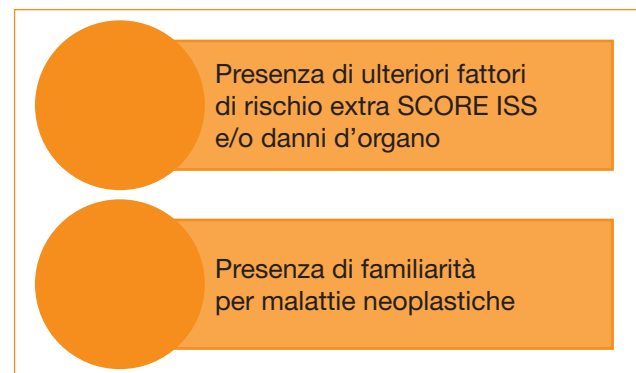 Presenza di ulteriori fattori
di rischio extra SCORE ISS
e/o danni d’organo
Presenza di familiarità
per malattie neoplastiche